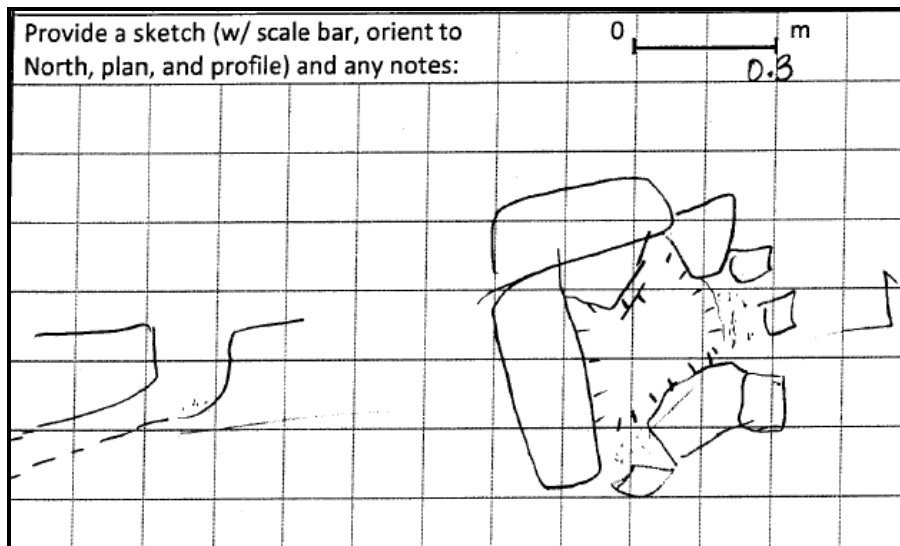 Provide a sketch (w/ scale bar, orient to
North, plan, and profile) and any notes:
0 m
0.3